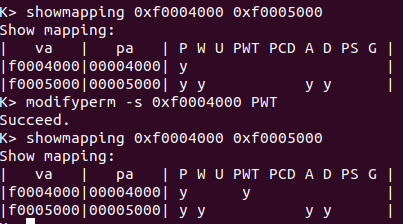 K> showmapping 0xf0004000 0xf0005000
Show mapping:
|   va   |   pa   | P W U PWT PCD A D PS G |
|f0004000|00004000| y                      |
|f0005000|00005000| y y           y y      |
K> modifyperm -s 0xf0004000 PWT
Succeed.
K> showmapping 0xf0004000 0xf0005000
Show mapping:
|   va   |   pa   | P W U PWT PCD A D PS G |
|f0004000|00004000| y      y               |
|f0005000|00005000| y y           y y      |